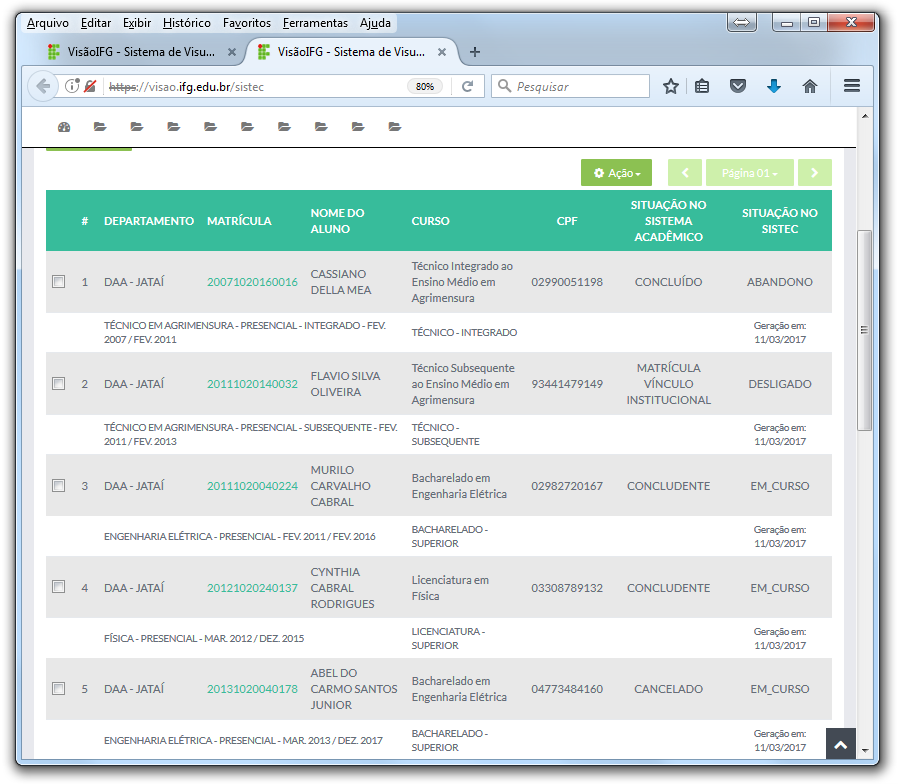 Arquivo Editar Exibir Histórico Favoritos Ferramentas Ajuda
VisãoIFG - Sistema de Visu... VisãoIFG - Sistema de Visu...
https://visao.ifg.edu.br/sistec 80% Pesquisar
Ação Página 01
# DEPARTAMENTO MATRÍCULA NOME DO ALUNO CURSO CPF SITUAÇÃO NO SISTEMA ACADÊMICO SITUAÇÃO NO SISTEC
1 DAA - JATAÍ 20071020160016 CASSIANO DELLA MEA Técnico Integrado ao Ensino Médio em Agrimensura 02990051198 CONCLUÍDO ABANDONO
TÉCNICO EM AGRIMENSURA - PRESENCIAL - INTEGRADO - FEV. 2007 / FEV. 2011 TÉCNICO - INTEGRADO Geração em: 11/03/2017
2 DAA - JATAÍ 20111020140032 FLAVIO SILVA OLIVEIRA Técnico Subsequente ao Ensino Médio em Agrimensura 93441479149 MATRÍCULA VÍNCULO INSTITUCIONAL DESLIGADO
TÉCNICO EM AGRIMENSURA - PRESENCIAL - SUBSEQUENTE - FEV. 2011 / FEV. 2013 TÉCNICO - SUBSEQUENTE Geração em: 11/03/2017
3 DAA - JATAÍ 20111020040224 MURILO CARVALHO CABRAL Bacharelado em Engenharia Elétrica 02982720167 CONCLUDENTE EM_CURSO
ENGENHARIA ELÉTRICA - PRESENCIAL - FEV. 2011 / FEV. 2016 BACHARELADO - SUPERIOR Geração em: 11/03/2017
4 DAA - JATAÍ 20121020240137 CYNTHIA CABRAL RODRIGUES Licenciatura em Física 03308789132 CONCLUDENTE EM_CURSO
FÍSICA - PRESENCIAL - MAR. 2012 / DEZ. 2015 LICENCIATURA - SUPERIOR Geração em: 11/03/2017
5 DAA - JATAÍ 20131020040178 ABEL DO CARMO SANTOS JUNIOR Bacharelado em Engenharia Elétrica 04773484160 CANCELADO EM_CURSO
ENGENHARIA ELÉTRICA - PRESENCIAL - MAR. 2013 / DEZ. 2017 BACHARELADO - SUPERIOR Geração em: 11/03/2017